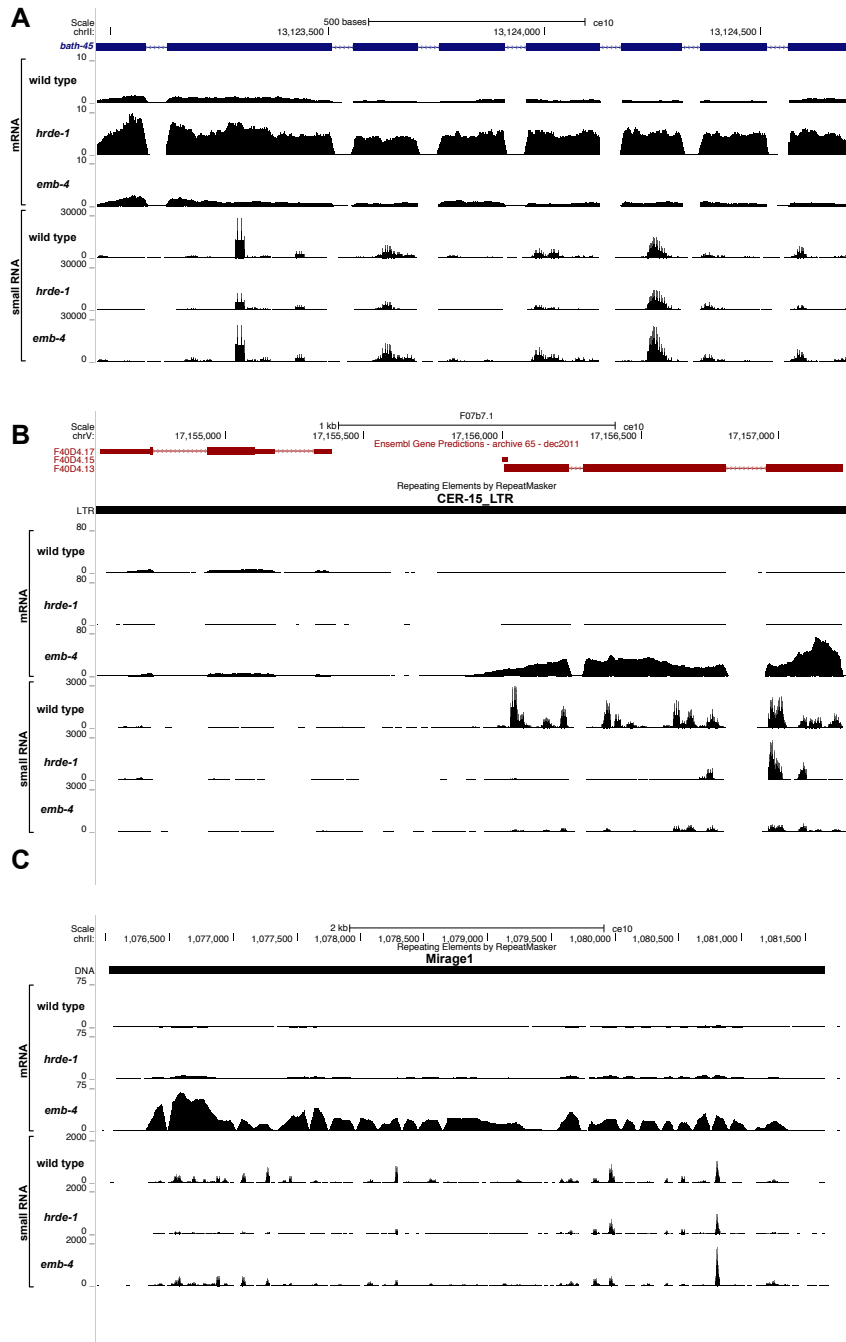 A
Scale
500 bases
ce10
chrII:
13,123,500
13,124,000
13,124,500
bath-45
mRNA
10
wild type
0
10
hrde-1
0
10
emb-4
0
small RNA
30000
wild type
0
30000
hrde-1
0
30000
emb-4
0
B
F07b7.1
Scale
1 kb
ce10
chrV:
17,155,000
17,155,500
17,156,000
17,156,500
17,157,000
Ensembl Gene Predictions - archive 65 - dec2011
F40D4.17
F40D4.15
F40D4.13
Repeating Elements by RepeatMasker
CER-15_LTR
LTR
mRNA
80
wild type
0
80
hrde-1
0
80
emb-4
0
small RNA
3000
wild type
0
3000
hrde-1
0
3000
emb-4
0
C
Scale
2 kb
ce10
chrII:
1,076,500
1,077,000
1,077,500
1,078,000
1,078,500
1,079,000
1,079,500
1,080,000
1,080,500
1,081,000
1,081,500
Repeating Elements by RepeatMasker
Mirage1
DNA
mRNA
75
wild type
0
75
hrde-1
0
75
emb-4
0
small RNA
2000
wild type
0
2000
hrde-1
0
2000
emb-4
0